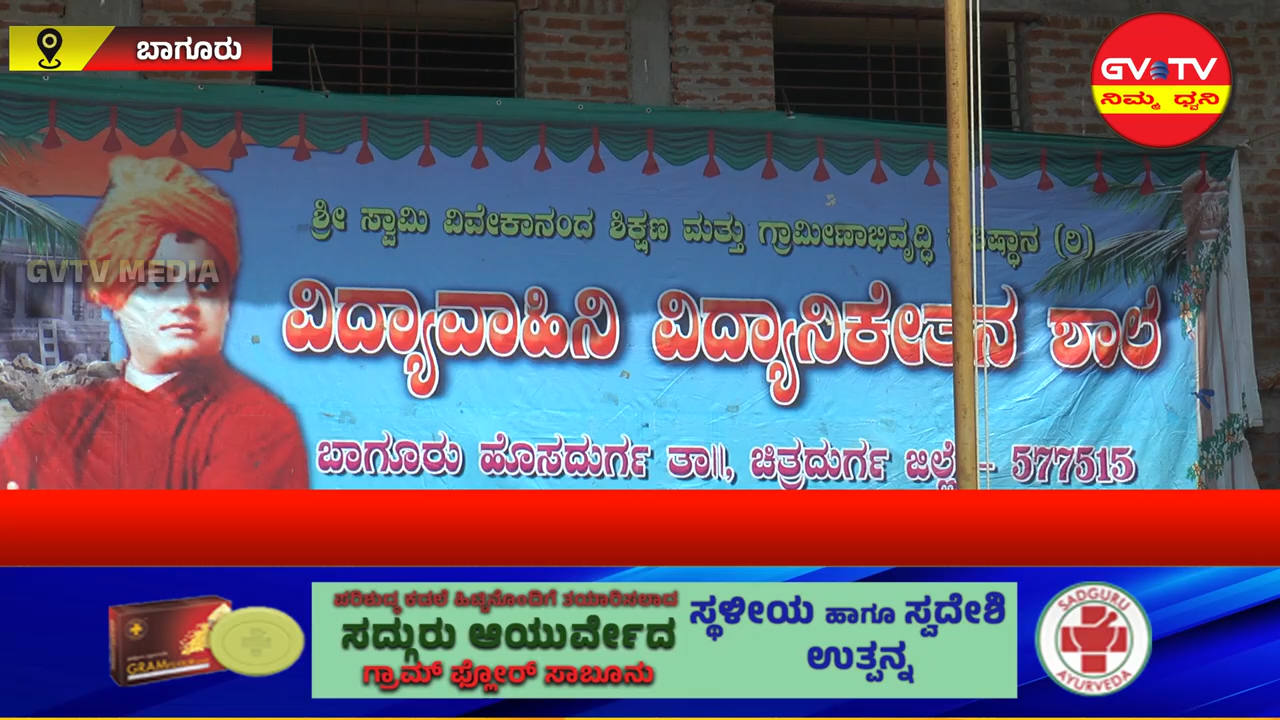 ಬಾಗೂರು
GVTV
ನಿಮ್ಮ ಧ್ವನಿ
ಶ್ರೀ ಸ್ವಾಮಿ ವಿವೇಕಾನಂದ ಶಿಕ್ಷಣ ಮತ್ತು ಗ್ರಾಮೀಣಾಭಿವೃದ್ಧಿ (ರಿ)
GVTV MEDIA
ವಿದ್ಯಾವಾಹಿನಿ ವಿದ್ಯಾನಿಕೇತನ ಶಾಲೆ
ಬಾಗೂರು ಹೊಸದುರ್ಗ ತಾ||, ಚಿತ್ರದುರ್ಗ ಜಿಲ್ಲೆ - 577515
ಪರಿಶುದ್ಧ ಕಡಲೆ ಹಿಟ್ಟಿನೊಂದಿಗೆ ತಯಾರಿಸಲಾದ
ಸದ್ಗುರು ಆಯುರ್ವೇದ
ಗ್ರಾಮ್ ಫ್ಲೋರ್ ಸಾಬೂನು
ಸ್ಥಳೀಯ ಹಾಗೂ ಸ್ವದೇಶಿ
ಉತ್ಪನ್ನ
SADGURU
AYURVEDA